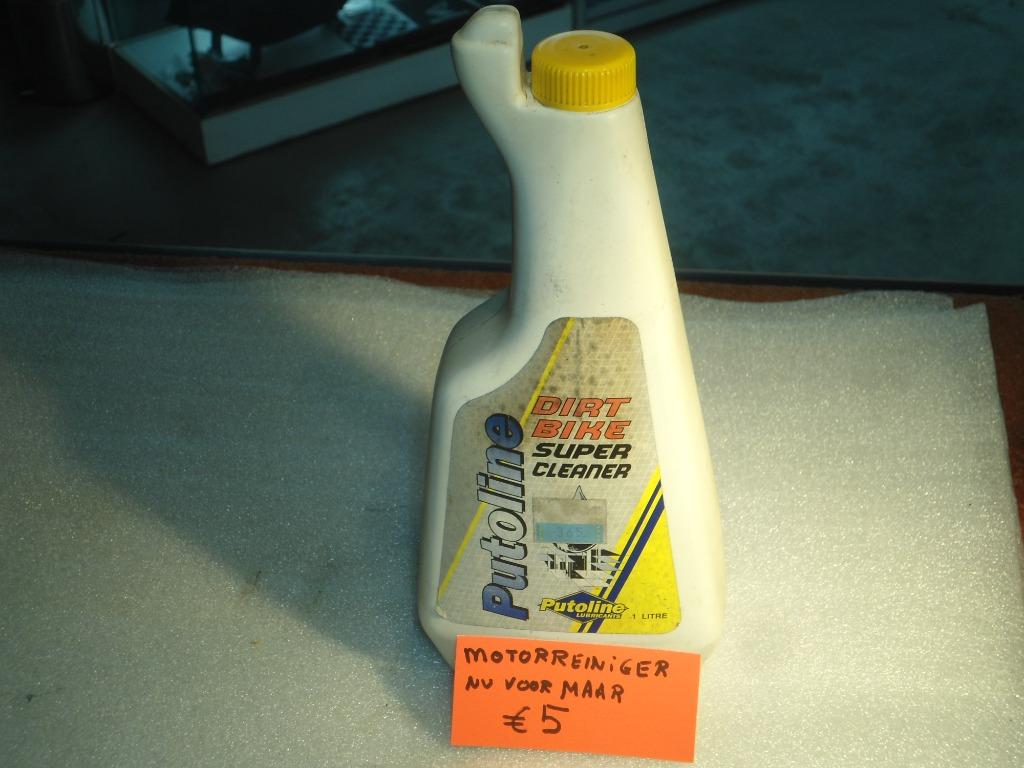 DIRT
BIKE
SUPER
CLEANER
Putoline
Putoline
LUBRICANTS
1 LITRE
MOTORREINIGER
NU VOOR MAAR
€5